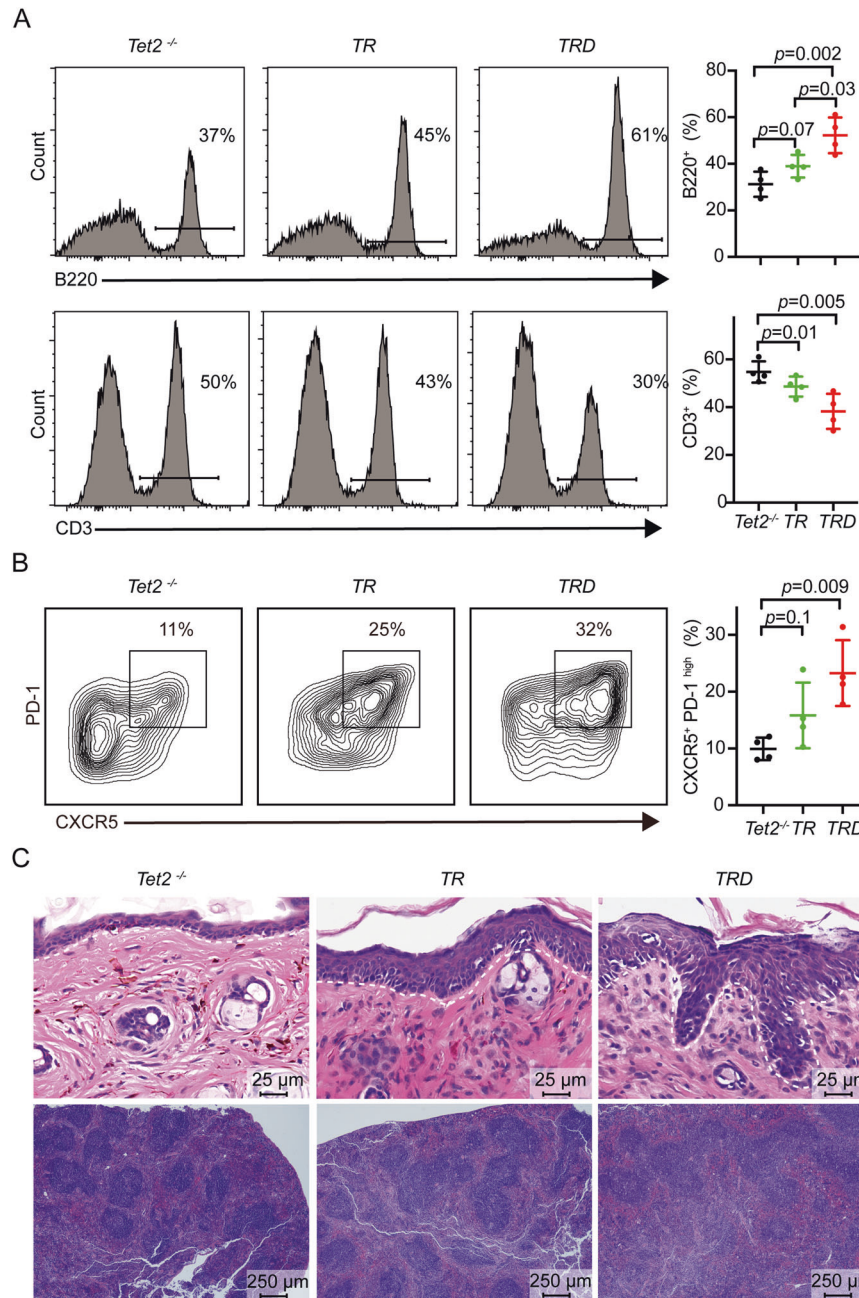 A
Tet2 -/- TR TRD
Count
37% 45% 61%
B220
B220+ (%)
80
60
40
20
0
p=0.002
p=0.03
p=0.07
Count
50% 43% 30%
CD3
CD3+ (%)
60
40
20
0
p=0.005
p=0.01
Tet2-/- TR TRD
B
Tet2 -/- TR TRD
PD-1
11% 25% 32%
CXCR5
CXCR5+ PD-1 high (%)
30
20
10
0
p=0.009
p=0.1
Tet2-/- TR TRD
C
Tet2 -/- TR TRD
25 µm 25 µm 25 µm
250 µm 250 µm 250 µm